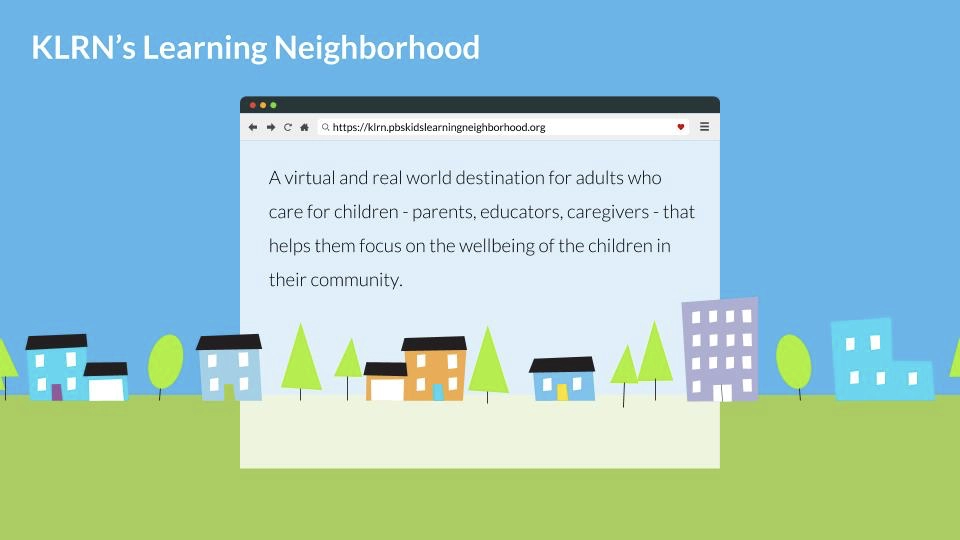 KLRN’s Learning Neighborhood
https://klrn.pbskidslearningneighborhood.org
A virtual and real world destination for adults who
care for children - parents, educators, caregivers - that
helps them focus on the wellbeing of the children in
their community.